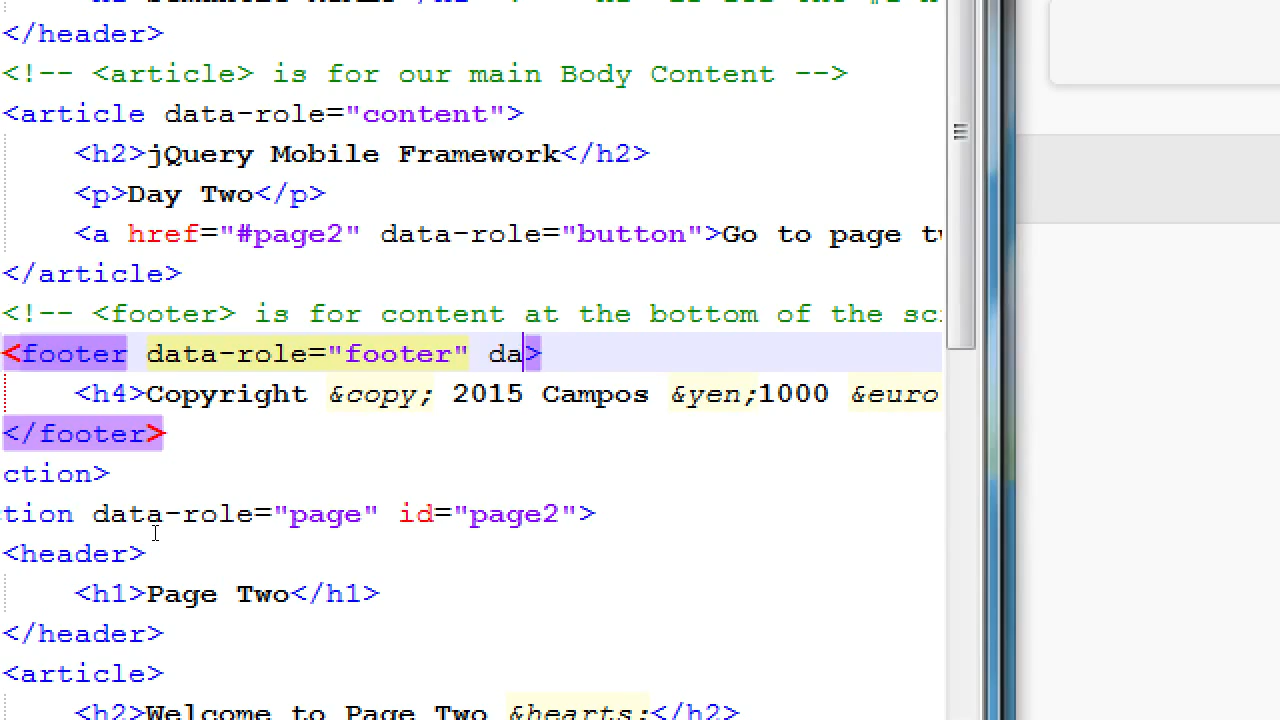 </header>
<!-- <article> is for our main Body Content -->
<article data-role="content">
<h2>jQuery Mobile Framework</h2>
<p>Day Two</p>
<a href="#page2" data-role="button">Go to page
</article>
<!-- <footer> is for content at the bottom of the
<footer data-role="footer" da>
<h4>Copyright &copy; 2015 Campos &yen;1000 &euro
</footer>
ction>
tion data-role="page" id="page2">
<header>
<h1>Page Two</h1>
</header>
<article>
<h2>Welcome to Page Two &hearts;</h2>